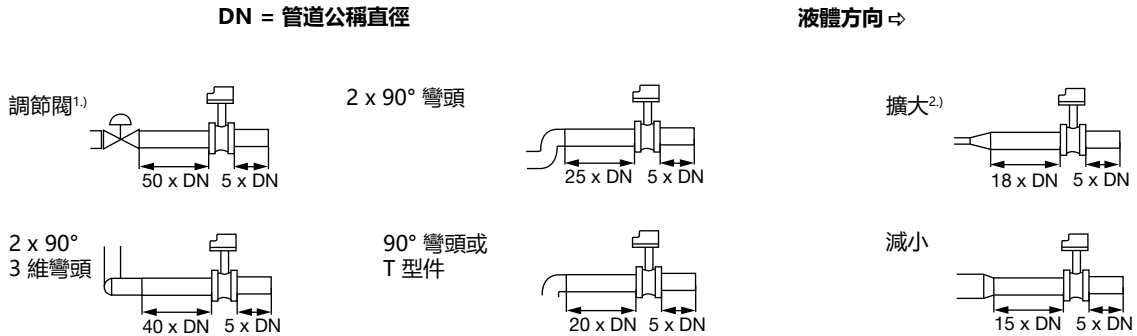 DN = 管道公稱直徑
液體方向 ⇨
調節閥1.)
50 x DN 5 x DN
2 x 90° 彎頭
25 x DN 5 x DN
擴大2.)
18 x DN 5 x DN
2 x 90°
3 維彎頭
40 x DN 5 x DN
90° 彎頭或
T 型件
20 x DN 5 x DN
減小
15 x DN 5 x DN